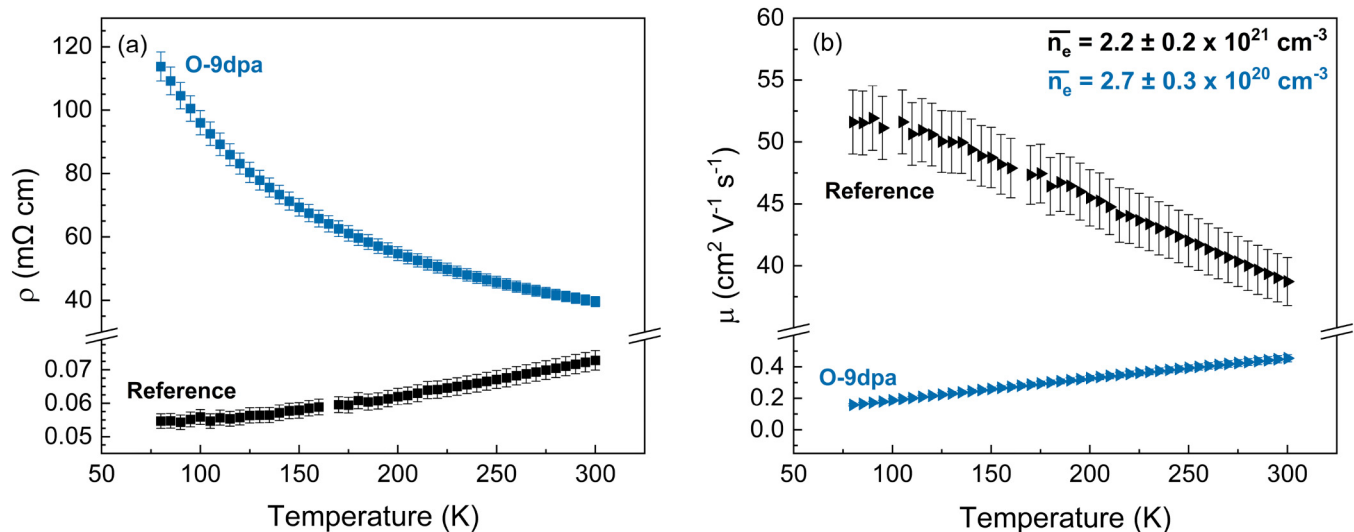 (a)
O-9dpa
Reference
120
100
80
60
40
0.07
0.06
0.05
ρ (mΩ cm)
50 100 150 200 250 300
Temperature (K)
(b)
n̅e̅ = 2.2 ± 0.2 x 10²¹ cm⁻³
n̅e̅ = 2.7 ± 0.3 x 10²⁰ cm⁻³
Reference
O-9dpa
60
55
50
45
40
0.4
0.2
0.0
μ (cm² V⁻¹ s⁻¹)
50 100 150 200 250 300
Temperature (K)